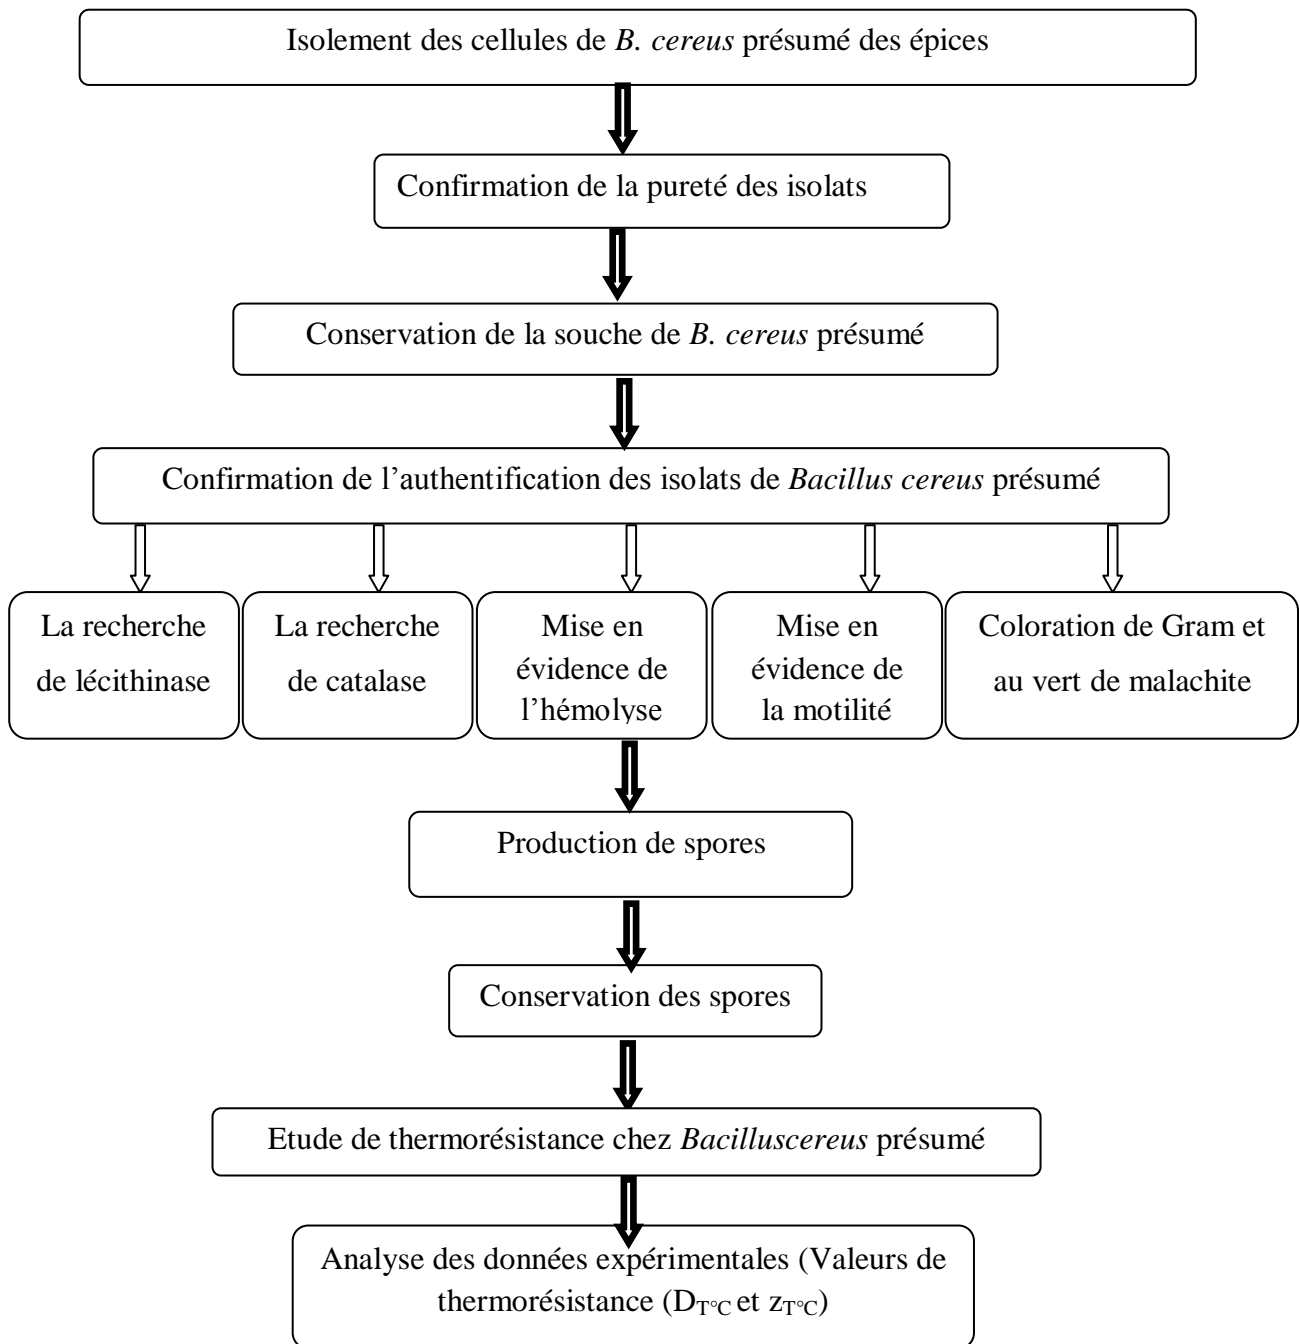 Isolement des cellules de B. cereus présumé des épices
Confirmation de la pureté des isolats
Conservation de la souche de B. cereus présumé
Confirmation de l’authentification des isolats de Bacillus cereus présumé
La recherche
de lécithinase
La recherche
de catalase
Mise en
évidence de
l’hémolyse
Mise en
évidence de
la motilité
Coloration de Gram et
au vert de malachite
Production de spores
Conservation des spores
Etude de thermorésistance chez Bacilluscereus présumé
Analyse des données expérimentales (Valeurs de
thermorésistance (DT°C et zT°C)